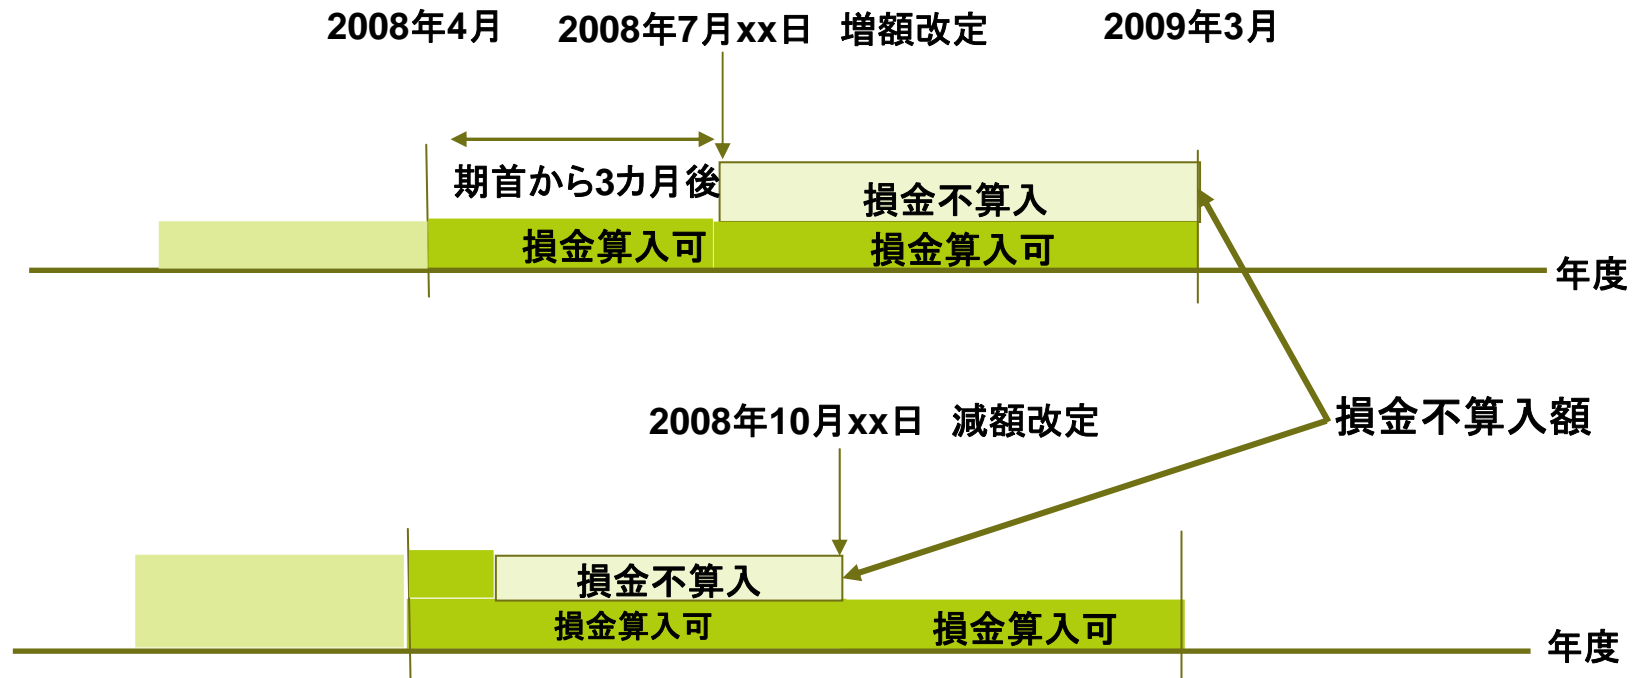 2008年4月
2008年7月xx日 増額改定
2009年3月
期首から3カ月後
損金不算入
損金算入可
損金算入可
年度
2008年10月xx日 減額改定
損金不算入額
損金不算入
損金算入可
損金算入可
年度